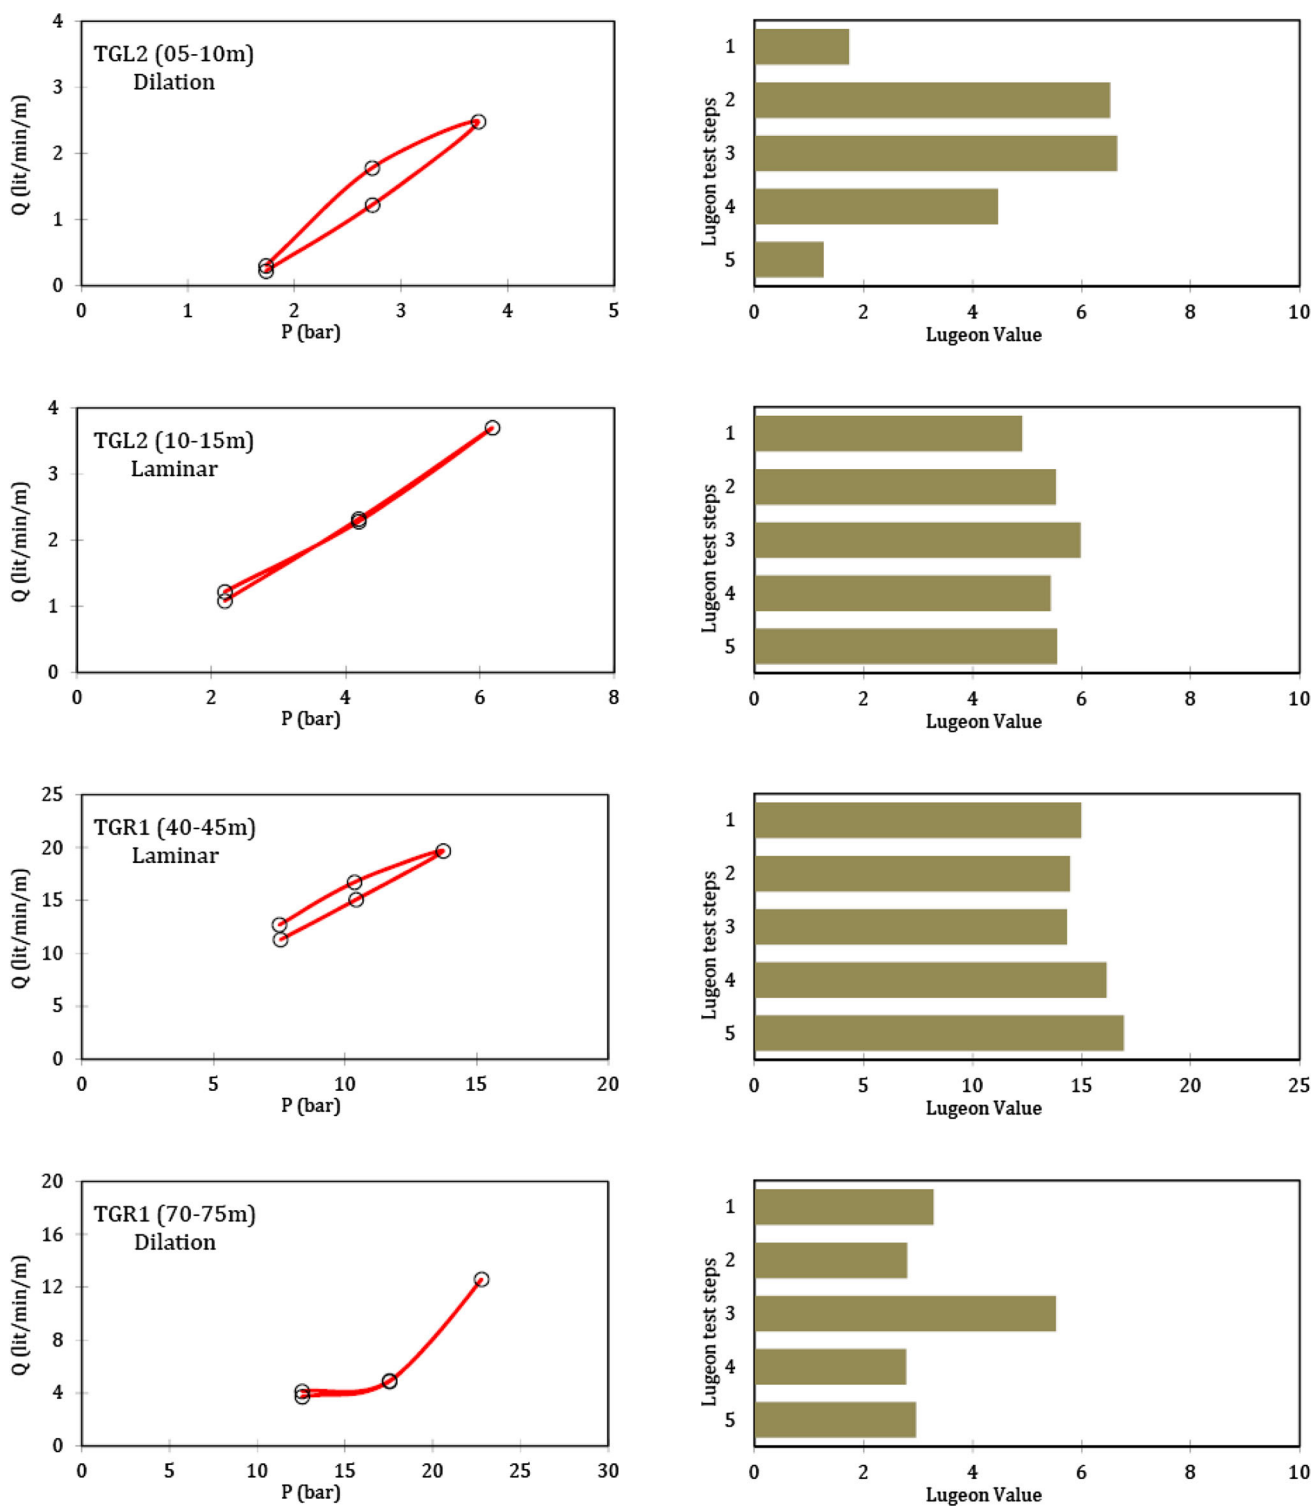 4
3
2
1
0
Q (lit/min/m)
TGL2 (05-10m)
Dilation
0 1 2 3 4 5
P (bar)
Lugeon test steps
1
2
3
4
5
0 2 4 6 8 10
Lugeon Value
4
3
2
1
0
Q (lit/min/m)
TGL2 (10-15m)
Laminar
0 2 4 6 8
P (bar)
Lugeon test steps
1
2
3
4
5
0 2 4 6 8 10
Lugeon Value
25
20
15
10
5
0
Q (lit/min/m)
TGR1 (40-45m)
Laminar
0 5 10 15 20
P (bar)
Lugeon test steps
1
2
3
4
5
0 5 10 15 20 25
Lugeon Value
20
16
12
8
4
0
Q (lit/min/m)
TGR1 (70-75m)
Dilation
0 5 10 15 20 25 30
P (bar)
Lugeon test steps
1
2
3
4
5
0 2 4 6 8 10
Lugeon Value